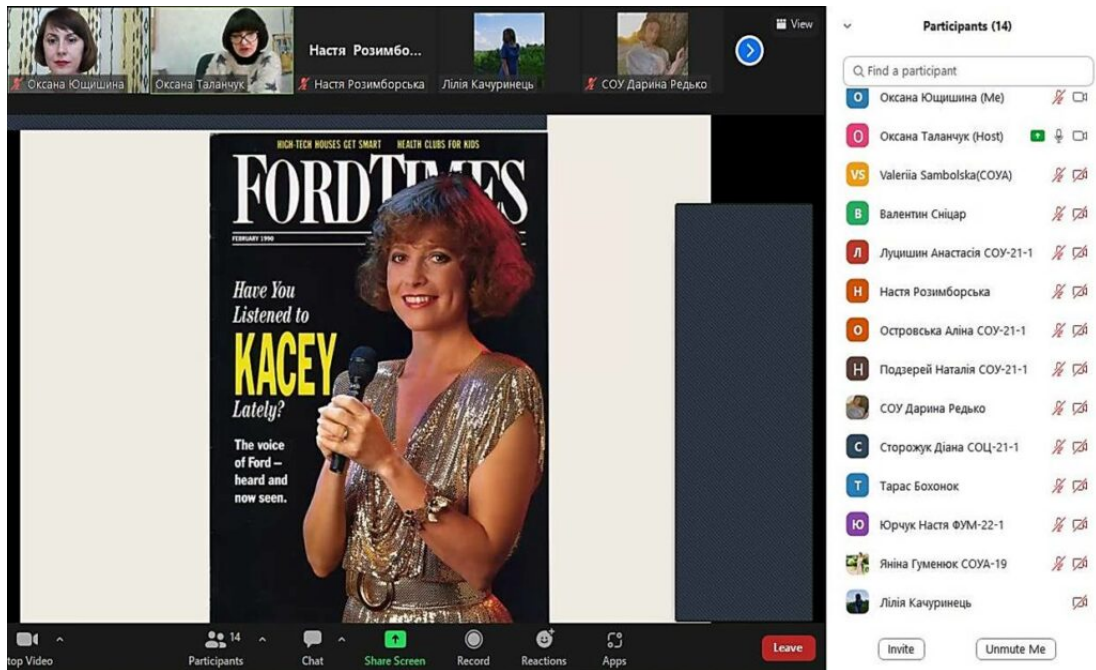 Оксана Ющишина
Оксана Таланчук
Настя Розимбо...
Настя Розимборська
Лілія Качуринець
СОУ Дарина Редько
View
HIGH-TECH HOUSES GET SMART HEALTH CLUBS FOR KIDS
FORD TIMES
FEBRUARY 1990
Have You
Listened to
KACEY
Lately?
The voice
of Ford –
heard and
now seen.
top Video
14
Participants
Chat
Share Screen
Record
Reactions
Apps
Leave
Participants (14)
Find a participant
О Оксана Ющишина (Me)
О Оксана Таланчук (Host)
VS Valeriia Sambolska(СОУА)
В Валентин Сніцар
Л Луцишин Анастасія СОУ-21-1
Н Настя Розимборська
О Островська Аліна СОУ-21-1
Н Подзерей Наталія СОУ-21-1
СОУ Дарина Редько
С Сторожук Діана СОЦ-21-1
Т Тарас Бохонок
Ю Юрчук Настя ФУМ-22-1
Яніна Гуменюк СОУА-19
Лілія Качуринець
Invite
Unmute Me